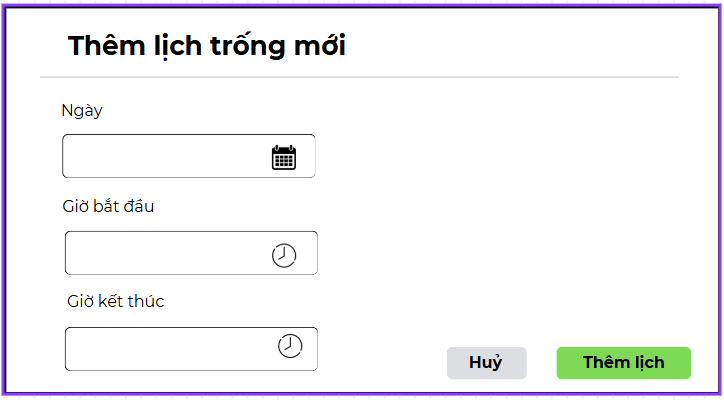 Thêm lịch trống mới
Ngày
Giờ bắt đầu
Giờ kết thúc
Huỷ
Thêm lịch